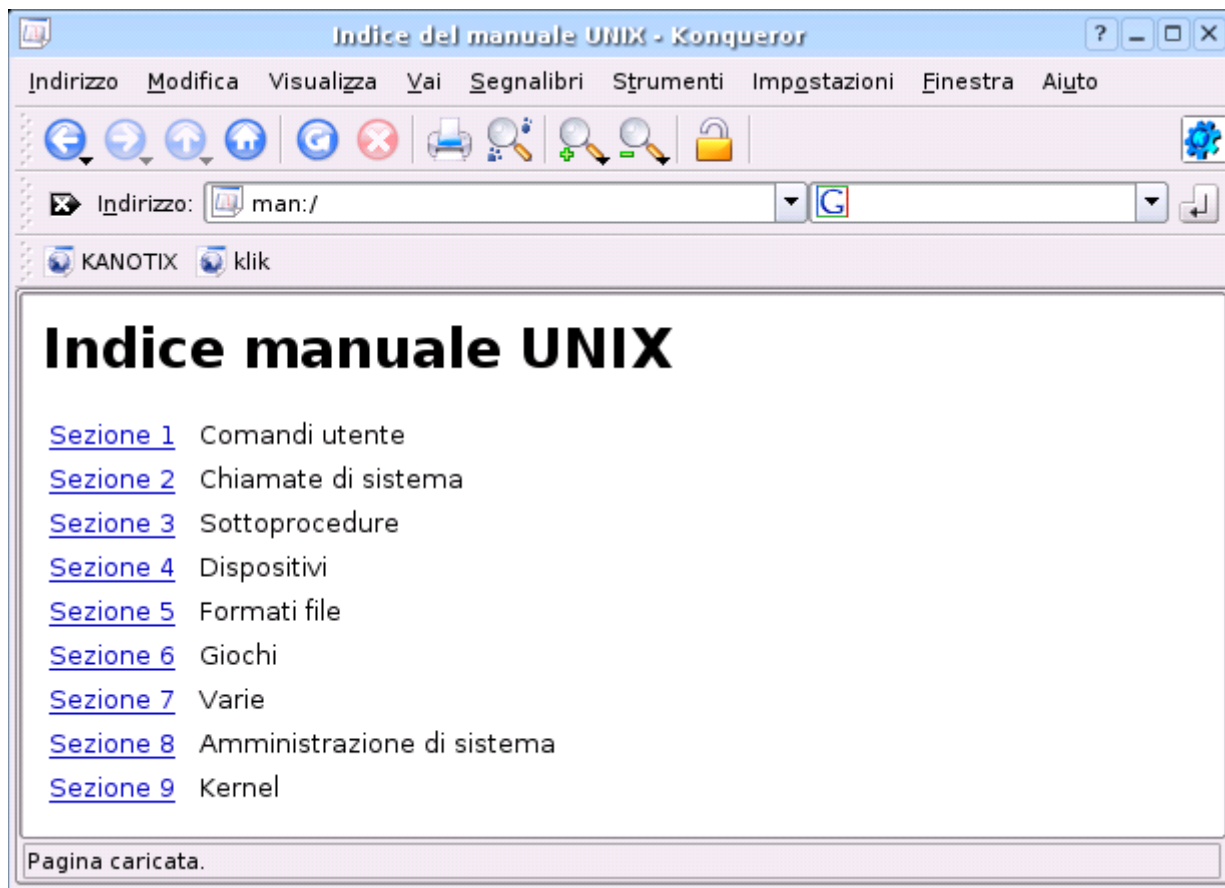 Indice del manuale UNIX - Konqueror
Indirizzo Modifica Visualizza Vai Segnalibri Strumenti Impostazioni Finestra Aiuto
Indirizzo: man:/ G
KANOTIX klik
Indice manuale UNIX
Sezione 1 Comandi utente
Sezione 2 Chiamate di sistema
Sezione 3 Sottoprocedure
Sezione 4 Dispositivi
Sezione 5 Formati file
Sezione 6 Giochi
Sezione 7 Varie
Sezione 8 Amministrazione di sistema
Sezione 9 Kernel
Pagina caricata.